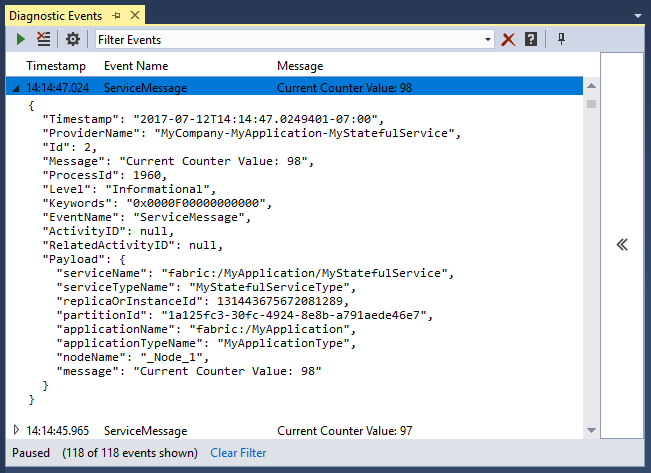 Diagnostic Events
Filter Events
Timestamp Event Name Message
14:14:47.024 ServiceMessage Current Counter Value: 98
{
"Timestamp": "2017-07-12T14:14:47.0249401-07:00",
"ProviderName": "MyCompany-MyApplication-MyStatefulService",
"Id": 2,
"Message": "Current Counter Value: 98",
"ProcessId": 1960,
"Level": "Informational",
"Keywords": "0x0000F00000000000",
"EventName": "ServiceMessage",
"ActivityID": null,
"RelatedActivityID": null,
"Payload": {
"serviceName": "fabric:/MyApplication/MyStatefulService",
"serviceTypeName": "MyStatefulServiceType",
"replicaOrInstanceId": 131443675672081289,
"partitionId": "1a125fc3-30fc-4924-8e8b-a791aede46e7",
"applicationName": "fabric:/MyApplication",
"applicationTypeName": "MyApplicationType",
"nodeName": "_Node_1",
"message": "Current Counter Value: 98"
}
}
14:14:45.965 ServiceMessage Current Counter Value: 97
Paused (118 of 118 events shown) Clear Filter